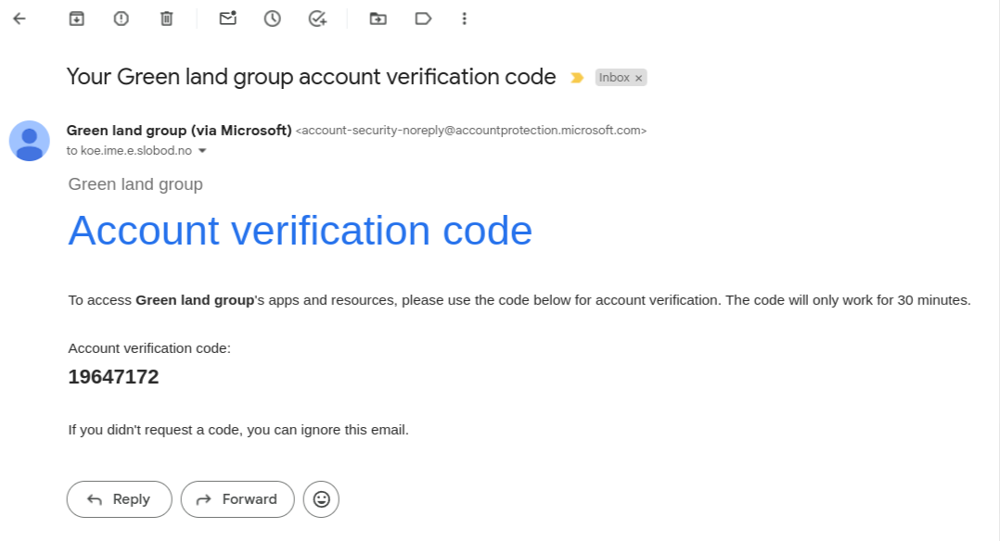 Your Green land group account verification code Inbox ×
Green land group (via Microsoft) <account-security-noreply@accountprotection.microsoft.com>
to koe.ime.e.slobod.no
Green land group
Account verification code
To access Green land group's apps and resources, please use the code below for account verification. The code will only work for 30 minutes.
Account verification code:
19647172
If you didn't request a code, you can ignore this email.
Reply Forward